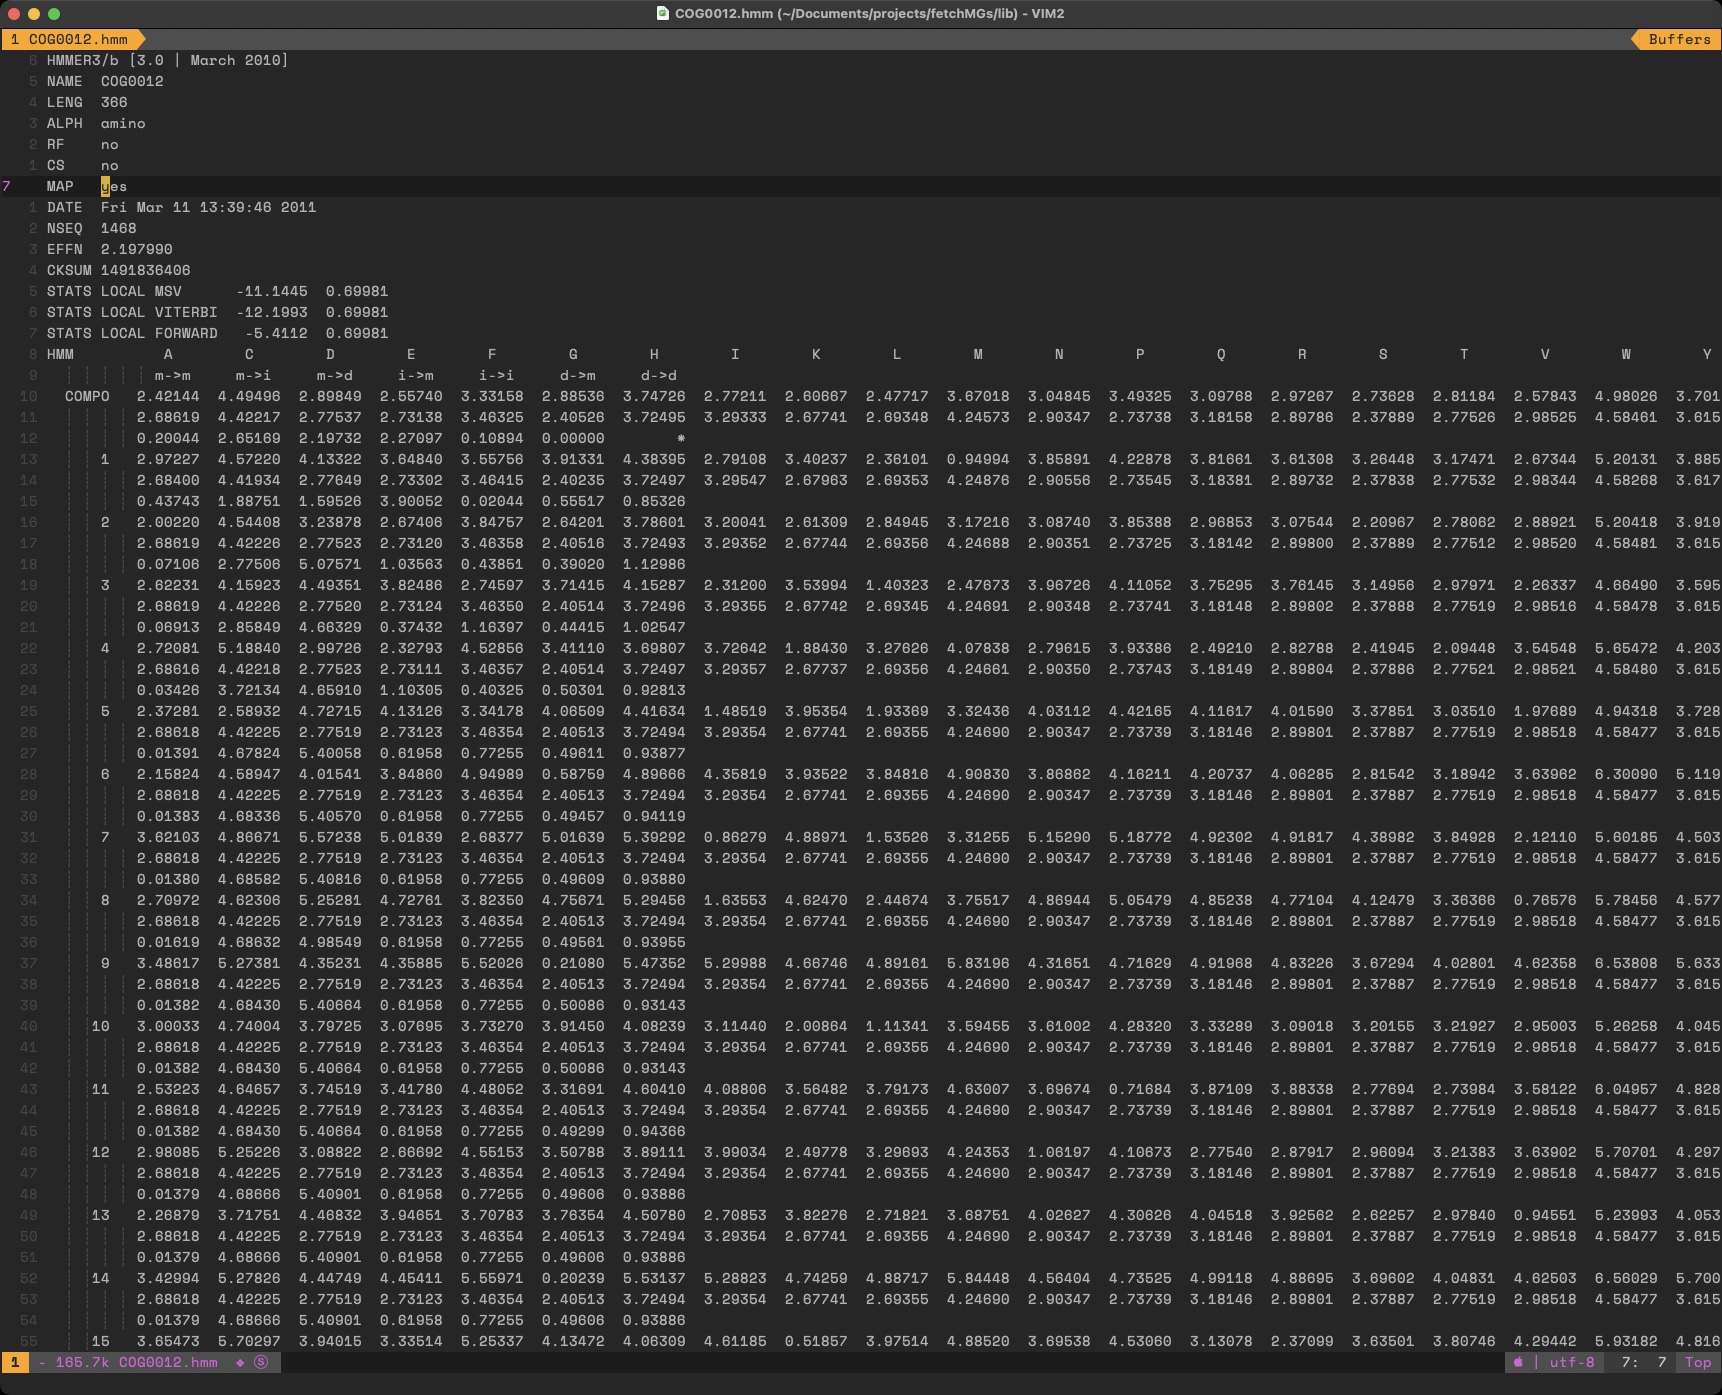 COG0012.hmm (~/Documents/projects/fetchMGs/lib) - VIM2
1 COG0012.hmm Buffers
6 HMMER3/b [3.0 | March 2010]
5 NAME  COG0012
4 LENG  366
3 ALPH  amino
2 RF    no
1 CS    no
7 MAP   yes
1 DATE  Fri Mar 11 13:39:46 2011
2 NSEQ  1468
3 EFFN  2.197990
4 CKSUM 1491836406
5 STATS LOCAL MSV      -11.1445  0.69981
6 STATS LOCAL VITERBI  -12.1993  0.69981
7 STATS LOCAL FORWARD   -5.4112  0.69981
8 HMM A C D E F G H I K L M N P Q R S T V W Y
9 m->m m->i m->d i->m i->i d->m d->d
10 COMPO 2.42144 4.49496 2.89849 2.55740 3.33158 2.88536 3.74726 2.77211 2.60667 2.47717 3.67018 3.04845 3.49325 3.09768 2.97267 2.73628 2.81184 2.57843 4.98026 3.701
11 2.68619 4.42217 2.77537 2.73138 3.46325 2.40526 3.72495 3.29333 2.67741 2.69348 4.24573 2.90347 2.73748 3.18158 2.89786 2.37889 2.77526 2.98525 4.58461 3.615
12 0.20044 2.65169 2.19732 2.27097 0.10894 0.00000 *
13 1 2.97227 4.57220 4.13322 3.64840 3.55756 3.91331 4.38395 2.79108 3.40237 2.36101 0.94994 3.85891 4.22878 3.81661 3.61308 3.26448 3.17471 2.67344 5.20131 3.885
14 2.68400 4.41934 2.77649 2.73302 3.46415 2.40235 3.72497 3.29547 2.67963 2.69353 4.24876 2.90556 2.73545 3.18381 2.89732 2.37838 2.77532 2.98344 4.58268 3.617
15 0.43743 1.88751 1.59526 3.90052 0.02044 0.55517 0.85326
16 2 2.00220 4.54408 3.23878 2.67406 3.84757 2.64201 3.78601 3.20041 2.61309 2.84945 3.17216 3.08740 3.85388 2.96853 3.07544 2.20967 2.78062 2.88921 5.20418 3.919
17 2.68619 4.42226 2.77523 2.73120 3.46358 2.40516 3.72493 3.29352 2.67744 2.69356 4.24688 2.90351 2.73725 3.18142 2.89800 2.37889 2.77512 2.98520 4.58481 3.615
18 0.07106 2.77506 5.07571 1.03563 0.43851 0.39020 1.12986
19 3 2.62231 4.15923 4.49351 3.82486 2.74597 3.71415 4.15287 2.31200 3.53994 1.40323 2.47673 3.96726 4.11052 3.75295 3.76145 3.14956 2.97971 2.26337 4.66490 3.595
20 2.68619 4.42226 2.77520 2.73124 3.46350 2.40514 3.72496 3.29355 2.67742 2.69345 4.24691 2.90348 2.73741 3.18148 2.89802 2.37888 2.77519 2.98516 4.58478 3.615
21 0.06913 2.85849 4.66329 0.37432 1.16397 0.44415 1.02547
22 4 2.72081 5.18840 2.99726 2.32793 4.52856 3.41110 3.69807 3.72642 1.88430 3.27626 4.07838 2.79615 3.93386 2.49210 2.82788 2.41945 2.09448 3.54548 5.65472 4.203
23 2.68616 4.42218 2.77523 2.73111 3.46357 2.40514 3.72497 3.29357 2.67737 2.69356 4.24661 2.90350 2.73743 3.18149 2.89804 2.37886 2.77521 2.98521 4.58480 3.615
24 0.03426 3.72134 4.65910 1.10305 0.40325 0.50301 0.92813
25 5 2.37281 2.58932 4.72715 4.13126 3.34178 4.06509 4.41634 1.48519 3.95354 1.93369 3.32436 4.03112 4.42165 4.11617 4.01590 3.37851 3.03510 1.97689 4.94318 3.728
26 2.68618 4.42225 2.77519 2.73123 3.46354 2.40513 3.72494 3.29354 2.67741 2.69355 4.24690 2.90347 2.73739 3.18146 2.89801 2.37887 2.77519 2.98518 4.58477 3.615
27 0.01391 4.67824 5.40058 0.61958 0.77255 0.49611 0.93877
28 6 2.15824 4.58947 4.01541 3.84860 4.94989 0.58759 4.89666 4.35819 3.93522 3.84816 4.90830 3.86862 4.16211 4.20737 4.06285 2.81542 3.18942 3.63962 6.30090 5.119
29 2.68618 4.42225 2.77519 2.73123 3.46354 2.40513 3.72494 3.29354 2.67741 2.69355 4.24690 2.90347 2.73739 3.18146 2.89801 2.37887 2.77519 2.98518 4.58477 3.615
30 0.01383 4.68336 5.40570 0.61958 0.77255 0.49457 0.94119
31 7 3.62103 4.86671 5.57238 5.01839 2.68377 5.01639 5.39292 0.86279 4.88971 1.53526 3.31255 5.15290 5.18772 4.92302 4.91817 4.38982 3.84928 2.12110 5.60185 4.503
32 2.68618 4.42225 2.77519 2.73123 3.46354 2.40513 3.72494 3.29354 2.67741 2.69355 4.24690 2.90347 2.73739 3.18146 2.89801 2.37887 2.77519 2.98518 4.58477 3.615
33 0.01380 4.68582 5.40816 0.61958 0.77255 0.49609 0.93880
34 8 2.70972 4.62306 5.25281 4.72761 3.82350 4.75671 5.29456 1.63553 4.62470 2.44674 3.75517 4.86944 5.05479 4.85238 4.77104 4.12479 3.36366 0.76576 5.78456 4.577
35 2.68618 4.42225 2.77519 2.73123 3.46354 2.40513 3.72494 3.29354 2.67741 2.69355 4.24690 2.90347 2.73739 3.18146 2.89801 2.37887 2.77519 2.98518 4.58477 3.615
36 0.01619 4.68632 4.98549 0.61958 0.77255 0.49561 0.93955
37 9 3.48617 5.27381 4.35231 4.35885 5.52026 0.21080 5.47352 5.29988 4.66746 4.89161 5.83196 4.31651 4.71629 4.91968 4.83226 3.67294 4.02801 4.62358 6.53808 5.633
38 2.68618 4.42225 2.77519 2.73123 3.46354 2.40513 3.72494 3.29354 2.67741 2.69355 4.24690 2.90347 2.73739 3.18146 2.89801 2.37887 2.77519 2.98518 4.58477 3.615
39 0.01382 4.68430 5.40664 0.61958 0.77255 0.50086 0.93143
40 10 3.00033 4.74004 3.79725 3.07695 3.73270 3.91450 4.08239 3.11440 2.00864 1.11341 3.59455 3.61002 4.28320 3.33289 3.09018 3.20155 3.21927 2.95003 5.26258 4.045
41 2.68618 4.42225 2.77519 2.73123 3.46354 2.40513 3.72494 3.29354 2.67741 2.69355 4.24690 2.90347 2.73739 3.18146 2.89801 2.37887 2.77519 2.98518 4.58477 3.615
42 0.01382 4.68430 5.40664 0.61958 0.77255 0.50086 0.93143
43 11 2.53223 4.64657 3.74519 3.41780 4.48052 3.31691 4.60410 4.08806 3.56482 3.79173 4.63007 3.69674 0.71684 3.87109 3.88338 2.77694 2.73984 3.58122 6.04957 4.828
44 2.68618 4.42225 2.77519 2.73123 3.46354 2.40513 3.72494 3.29354 2.67741 2.69355 4.24690 2.90347 2.73739 3.18146 2.89801 2.37887 2.77519 2.98518 4.58477 3.615
45 0.01382 4.68430 5.40664 0.61958 0.77255 0.49299 0.94366
46 12 2.98085 5.25226 3.08822 2.66692 4.55153 3.50788 3.89111 3.99034 2.49778 3.29693 4.24353 1.06197 4.10673 2.77540 2.87917 2.96094 3.21383 3.63902 5.70701 4.297
47 2.68618 4.42225 2.77519 2.73123 3.46354 2.40513 3.72494 3.29354 2.67741 2.69355 4.24690 2.90347 2.73739 3.18146 2.89801 2.37887 2.77519 2.98518 4.58477 3.615
48 0.01379 4.68666 5.40901 0.61958 0.77255 0.49606 0.93886
49 13 2.26879 3.71751 4.46832 3.94651 3.70783 3.76354 4.50780 2.70853 3.82276 2.71821 3.68751 4.02627 4.30626 4.04518 3.92562 2.62257 2.97840 0.94551 5.23993 4.053
50 2.68618 4.42225 2.77519 2.73123 3.46354 2.40513 3.72494 3.29354 2.67741 2.69355 4.24690 2.90347 2.73739 3.18146 2.89801 2.37887 2.77519 2.98518 4.58477 3.615
51 0.01379 4.68666 5.40901 0.61958 0.77255 0.49606 0.93886
52 14 3.42994 5.27826 4.44749 4.45411 5.55971 0.20239 5.53137 5.28823 4.74259 4.88717 5.84448 4.56404 4.73525 4.99118 4.88695 3.69602 4.04831 4.62503 6.56029 5.700
53 2.68618 4.42225 2.77519 2.73123 3.46354 2.40513 3.72494 3.29354 2.67741 2.69355 4.24690 2.90347 2.73739 3.18146 2.89801 2.37887 2.77519 2.98518 4.58477 3.615
54 0.01379 4.68666 5.40901 0.61958 0.77255 0.49606 0.93886
55 15 3.65473 5.70297 3.94015 3.33514 5.25337 4.13472 4.06309 4.61185 0.51857 3.97514 4.88520 3.69538 4.53060 3.13078 2.37099 3.63501 3.80746 4.29442 5.93182 4.816
1 - 165.7k COG0012.hmm ◆ Ⓢ | utf-8 7: 7 Top